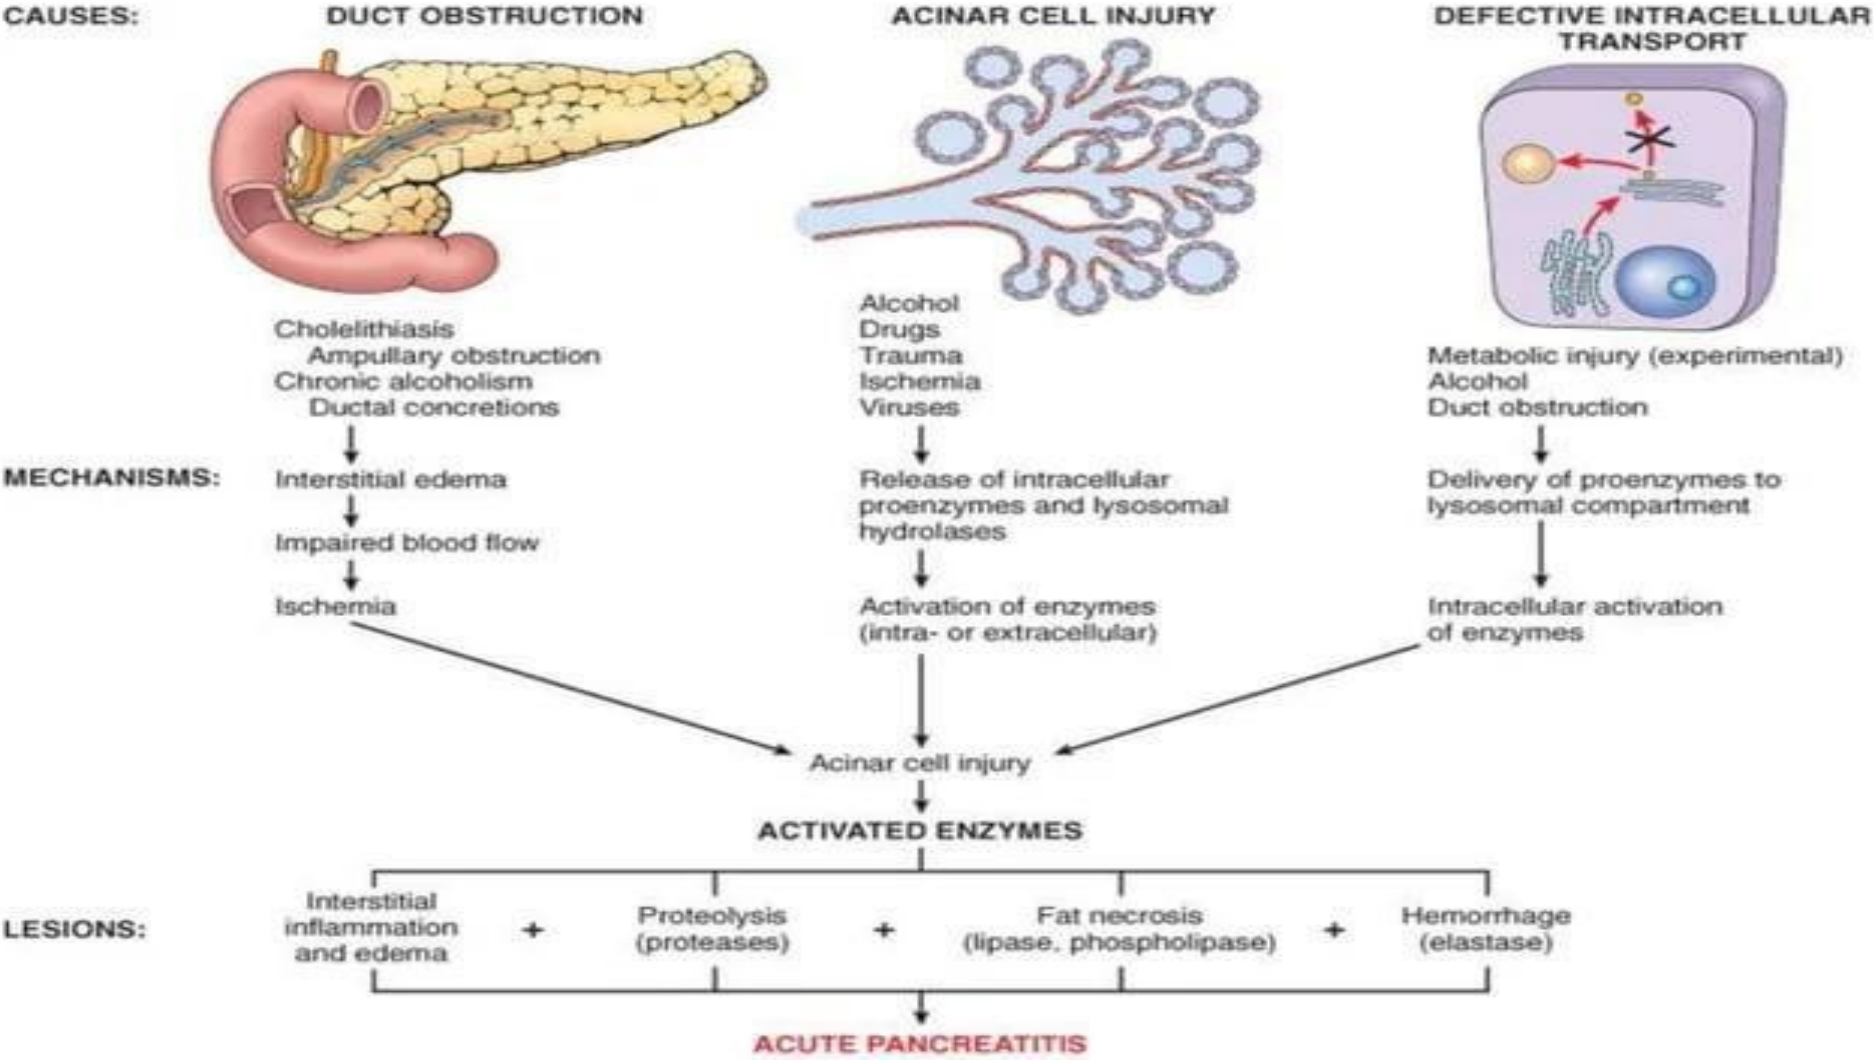 CAUSES:
DUCT OBSTRUCTION
ACINAR CELL INJURY
DEFECTIVE INTRACELLULAR
TRANSPORT
Cholelithiasis
Ampullary obstruction
Chronic alcoholism
Ductal concretions
Alcohol
Drugs
Trauma
Ischemia
Viruses
Metabolic injury (experimental)
Alcohol
Duct obstruction
MECHANISMS:
Interstitial edema
Impaired blood flow
Ischemia
Release of intracellular
proenzymes and lysosomal
hydrolases
Activation of enzymes
(intra- or extracellular)
Delivery of proenzymes to
lysosomal compartment
Intracellular activation
of enzymes
Acinar cell injury
ACTIVATED ENZYMES
LESIONS:
Interstitial
inflammation
and edema
+
Proteolysis
(proteases)
+
Fat necrosis
(lipase, phospholipase)
+
Hemorrhage
(elastase)
ACUTE PANCREATITIS